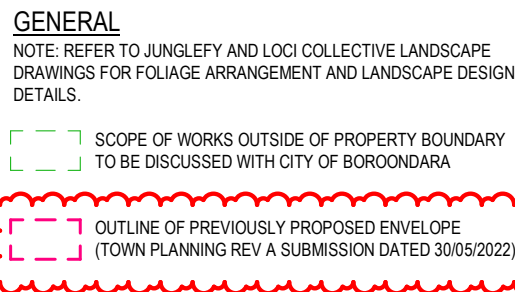 GENERAL
NOTE: REFER TO JUNGLEFY AND LOCI COLLECTIVE LANDSCAPE
DRAWINGS FOR FOLIAGE ARRANGEMENT AND LANDSCAPE DESIGN
DETAILS.
SCOPE OF WORKS OUTSIDE OF PROPERTY BOUNDARY
TO BE DISCUSSED WITH CITY OF BOROONDARA
OUTLINE OF PREVIOUSLY PROPOSED ENVELOPE
(TOWN PLANNING REV A SUBMISSION DATED 30/05/2022)